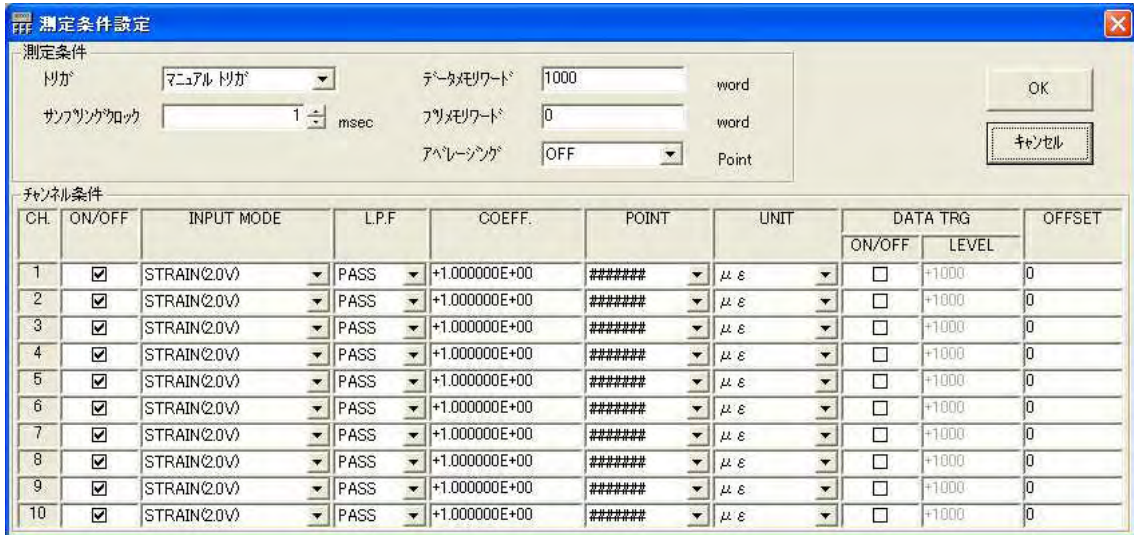 測定条件設定
測定条件
トリガ マニュアル トリガ データメモリワード 1000 word OK
サンプリングクロック 1 msec プリメモリワード 0 word キャンセル
アベレージング OFF Point
チャンネル条件
CH. ON/OFF INPUT MODE L.P.F COEFF. POINT UNIT DATA TRG OFFSET
ON/OFF LEVEL
1 STRAIN(2.0V) PASS +1.000000E+00 ####### με +1000 0
2 STRAIN(2.0V) PASS +1.000000E+00 ####### με +1000 0
3 STRAIN(2.0V) PASS +1.000000E+00 ####### με +1000 0
4 STRAIN(2.0V) PASS +1.000000E+00 ####### με +1000 0
5 STRAIN(2.0V) PASS +1.000000E+00 ####### με +1000 0
6 STRAIN(2.0V) PASS +1.000000E+00 ####### με +1000 0
7 STRAIN(2.0V) PASS +1.000000E+00 ####### με +1000 0
8 STRAIN(2.0V) PASS +1.000000E+00 ####### με +1000 0
9 STRAIN(2.0V) PASS +1.000000E+00 ####### με +1000 0
10 STRAIN(2.0V) PASS +1.000000E+00 ####### με +1000 0